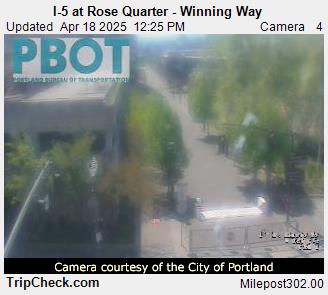 I-5 at Rose Quarter - Winning Way
Updated Apr 18 2025 12:25 PM Camera 4
PBOT
PORTLAND BUREAU OF TRANSPORTATION
Camera courtesy of the City of Portland
TripCheck.com Milepost302.00